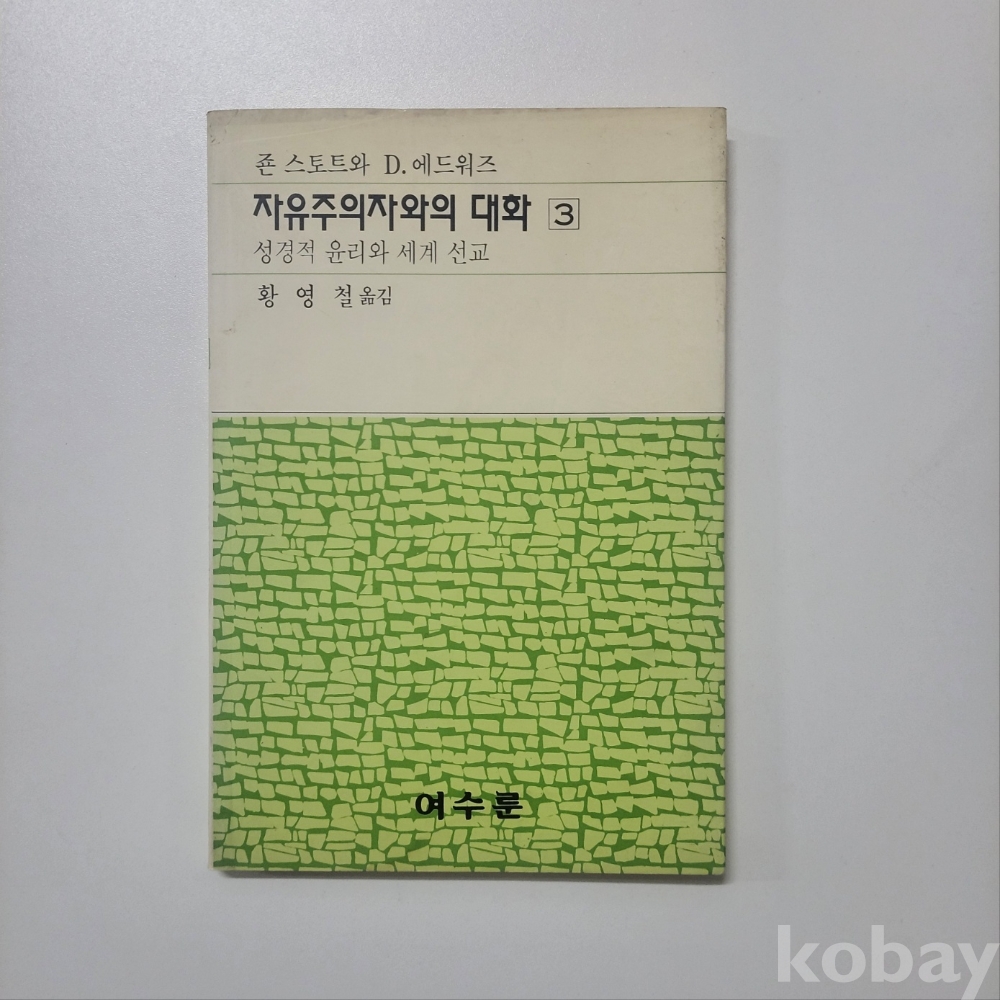 죤 스토트와 D. 에드워즈
자유주의자와의 대화 3
성경적 윤리와 세계 선교
황 영 철 옮김
여수룬
kobay